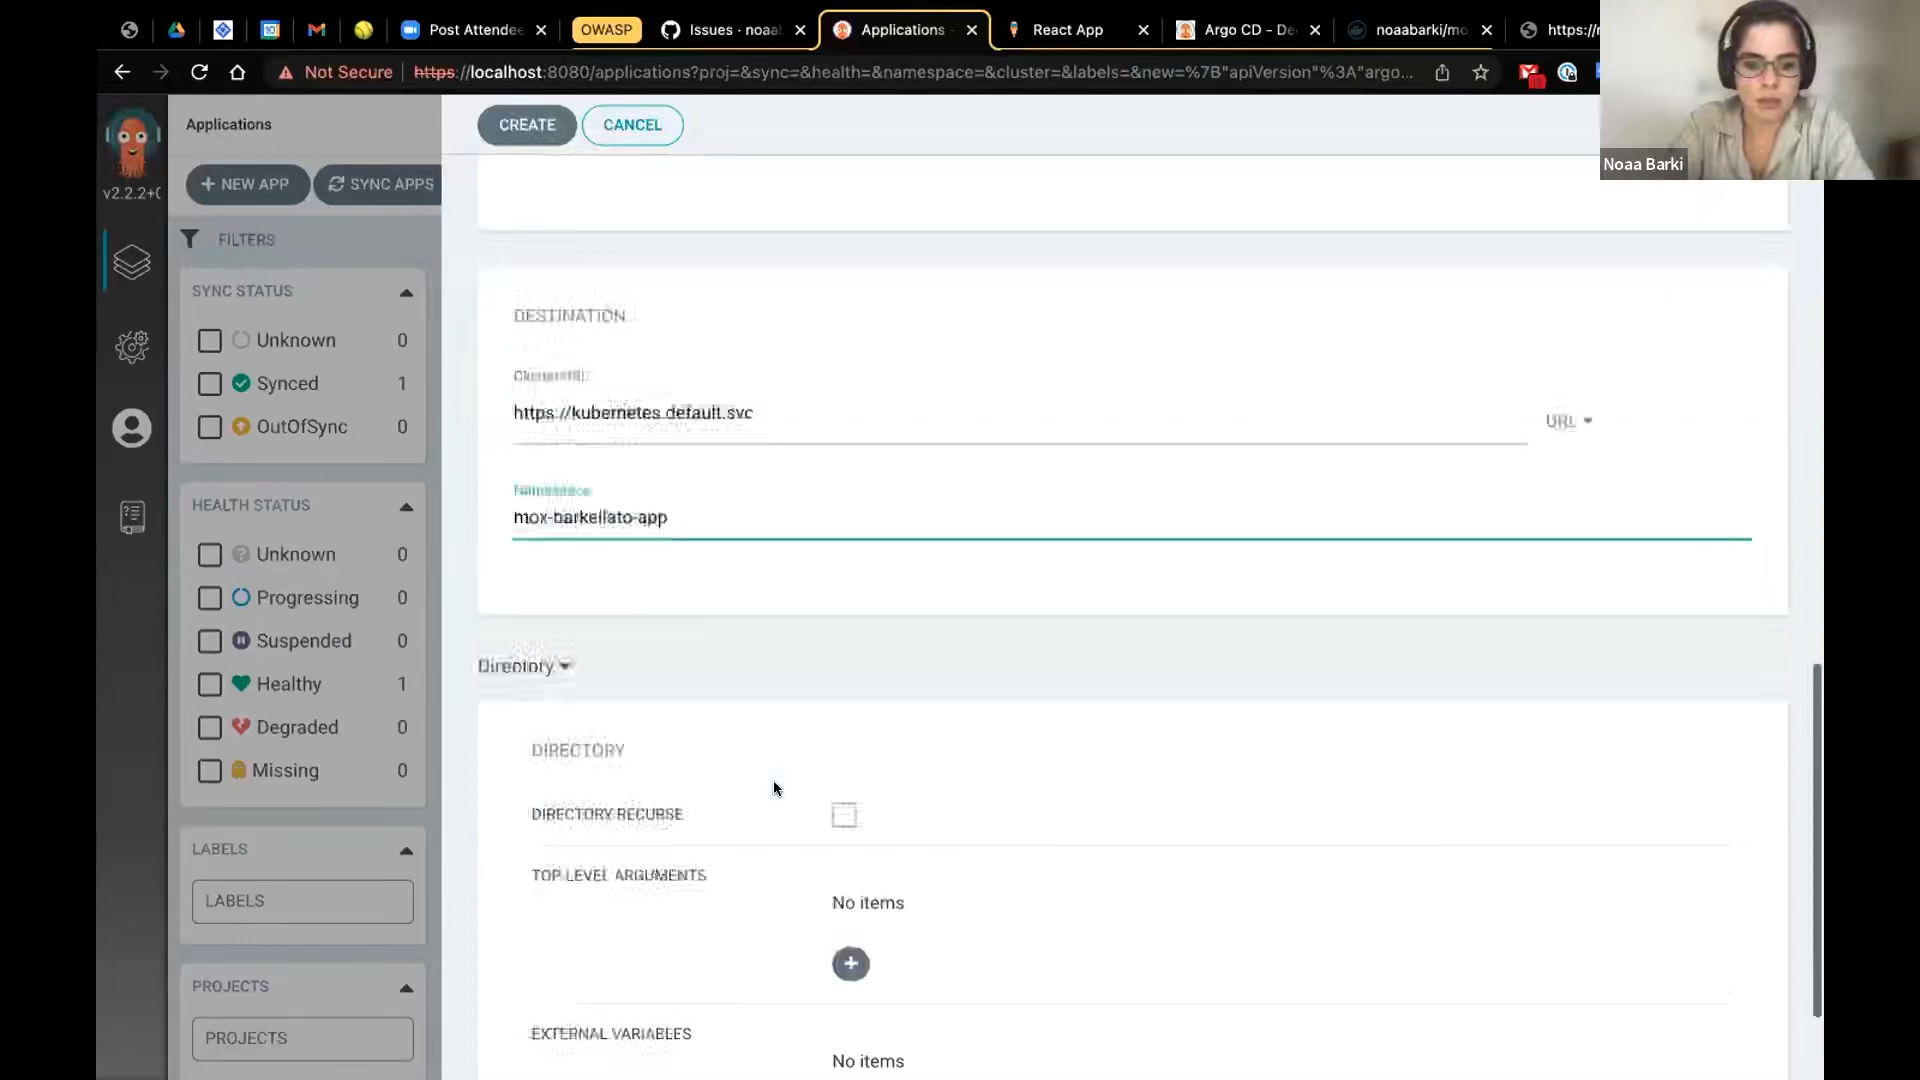 Post Attendee
OWASP
Issues · noaa
Applications -
React App
Argo CD - De
noaabarki/mo
https://
Not Secure
https://localhost:8080/applications?proj=&sync=&health=&namespace=&cluster=&labels=&new=%7B"apiVersion"%3A"argo...
Noaa Barki
v2.2.2+
Applications
CREATE
CANCEL
+ NEW APP
SYNC APPS
FILTERS
SYNC STATUS
Unknown 0
Synced 1
OutOfSync 0
HEALTH STATUS
Unknown 0
Progressing 0
Suspended 0
Healthy 1
Degraded 0
Missing 0
LABELS
LABELS
PROJECTS
PROJECTS
DESTINATION
https://kubernetes.default.svc
URL
Namespace
mox-barkellato-app
Directory
DIRECTORY
DIRECTORY RECURSE
TOP-LEVEL ARGUMENTS
No items
EXTERNAL VARIABLES
No items